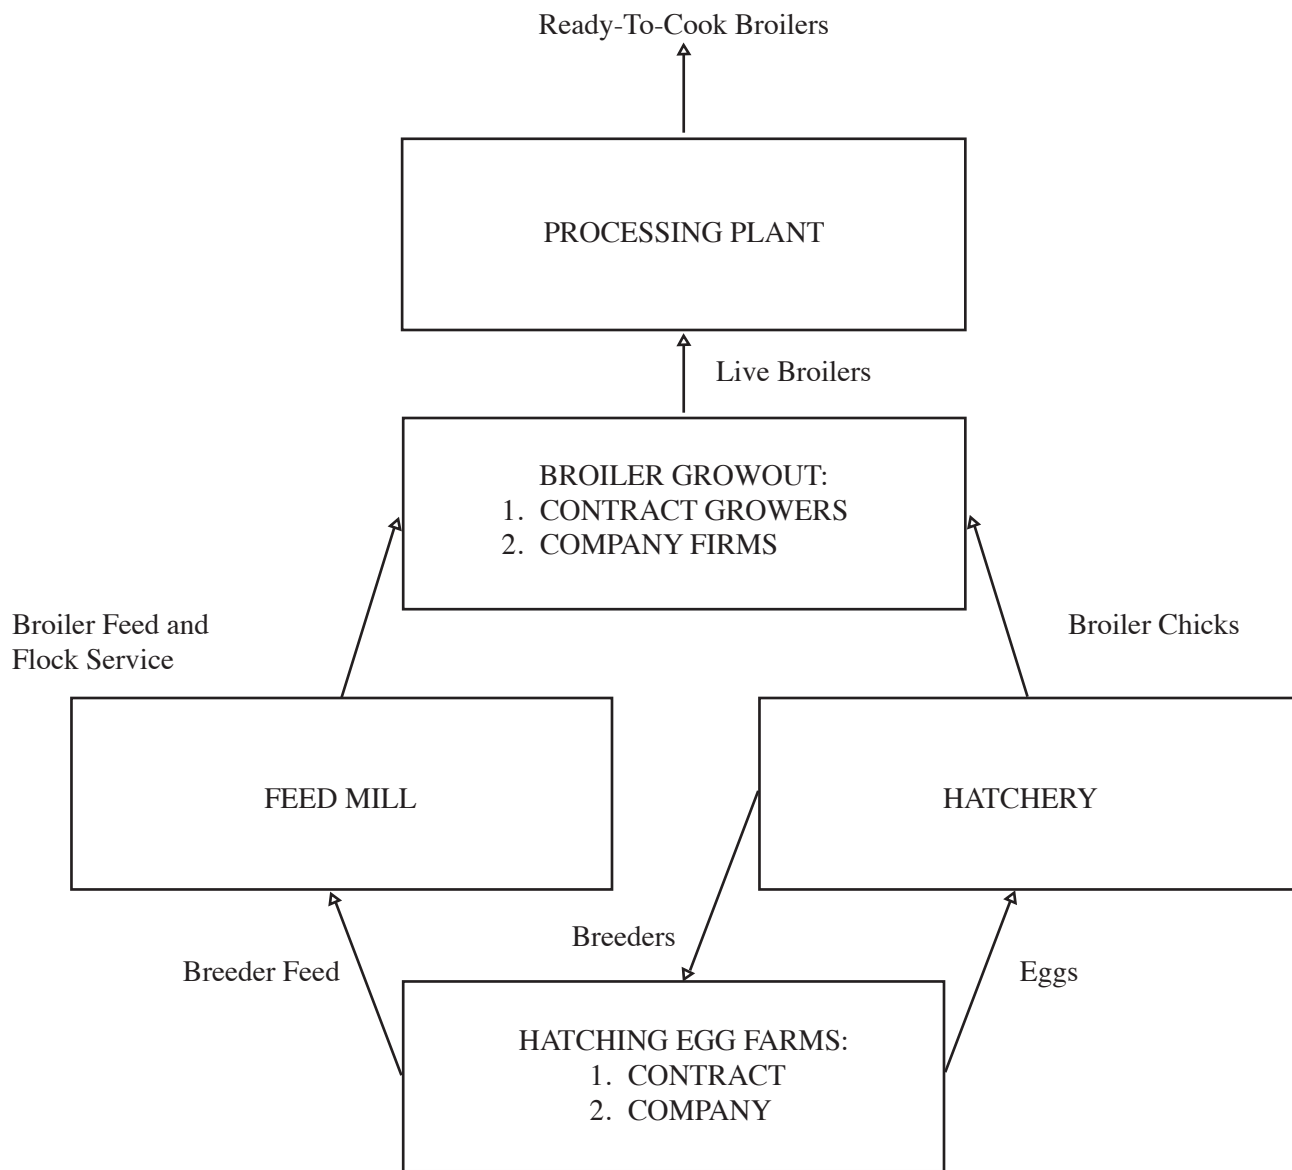 Ready-To-Cook Broilers
PROCESSING PLANT
Live Broilers
BROILER GROWOUT:
1. CONTRACT GROWERS
2. COMPANY FIRMS
Broiler Feed and
Flock Service
Broiler Chicks
FEED MILL
HATCHERY
Breeders
Breeder Feed
Eggs
HATCHING EGG FARMS:
1. CONTRACT
2. COMPANY